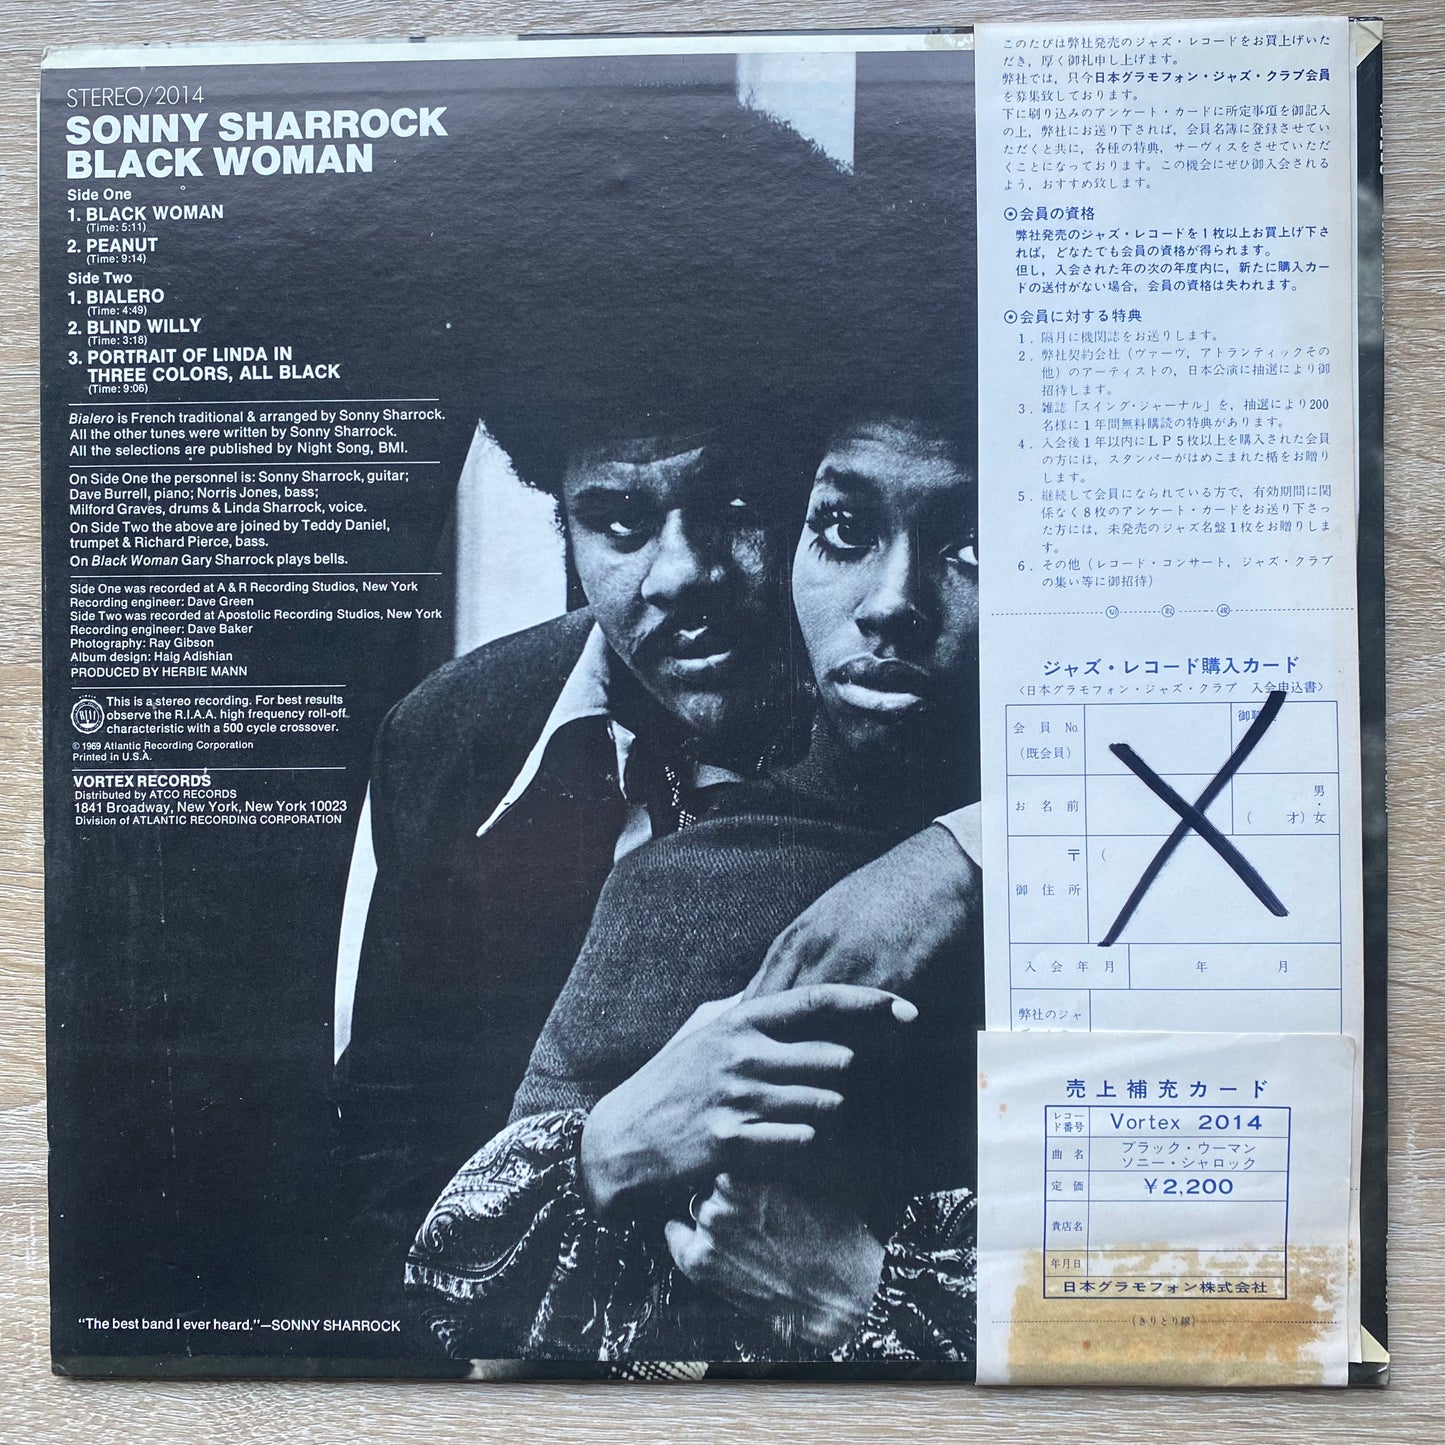 STEREO/2014
SONNY SHARROCK
BLACK WOMAN
Side One
1. BLACK WOMAN
(Time: 5:11)
2. PEANUT
(Time: 9:14)
Side Two
1. BIALERO
(Time: 4:49)
2. BLIND WILLY
(Time: 3:18)
3. PORTRAIT OF LINDA IN
THREE COLORS, ALL BLACK
(Time: 9:06)
Bialero is French traditional & arranged by Sonny Sharrock.
All the other tunes were written by Sonny Sharrock.
All the selections are published by Night Song, BMI.
On Side One the personnel is: Sonny Sharrock, guitar;
Dave Burrell, piano; Norris Jones, bass;
Milford Graves, drums & Linda Sharrock, voice.
On Side Two the above are joined by Teddy Daniel,
trumpet & Richard Pierce, bass.
On Black Woman Gary Sharrock plays bells.
Side One was recorded at A & R Recording Studios, New York
Recording engineer: Dave Green
Side Two was recorded at Apostolic Recording Studios, New York
Recording engineer: Dave Baker
Photography: Ray Gibson
Album design: Haig Adishian
PRODUCED BY HERBIE MANN
This is a stereo recording. For best results
observe the R.I.A.A. high frequency roll-off
characteristic with a 500 cycle crossover.
© 1969 Atlantic Recording Corporation
Printed in U.S.A.
VORTEX RECORDS
Distributed by ATCO RECORDS
1841 Broadway, New York, New York 10023
Division of ATLANTIC RECORDING CORPORATION
"The best band I ever heard."—SONNY SHARROCK
このたびは弊社発売のジャズ・レコードをお買上げいた
だき，厚く御礼申し上げます。
弊社では，只今日本グラモフォン・ジャズ・クラブ会員
を募集致しております。
下に刷り込みのアンケート・カードに所定事項を御記入
の上，弊社にお送り下されば，会員名簿に登録させてい
ただくと共に，各種の特典，サーヴィスをさせていただ
くことになっております。この機会にぜひ御入会される
よう，おすすめ致します。
⊙会員の資格
弊社発売のジャズ・レコードを1枚以上お買上げ下さ
れば，どなたでも会員の資格が得られます。
但し，入会された年の次の年度内に，新たに購入カー
ドの送付がない場合，会員の資格は失われます。
⊙会員に対する特典
1．隔月に機関誌をお送りします。
2．弊社契約会社（ヴァーヴ，アトランティックその
他）のアーティストの，日本公演に抽選により御
招待します。
3．雑誌「スイング・ジャーナル」を，抽選により200
名様に1年間無料購読の特典があります。
4．入会後1年以内にLP5枚以上を購入された会員
の方には，スタンパーがはめこまれた楯をお贈り
します。
5．継続して会員になられている方で，有効期間に関
係なく8枚のアンケート・カードをお送り下さっ
た方には，未発売のジャズ名盤1枚をお贈りしま
す。
6．その他（レコード・コンサート，ジャズ・クラブ
の集い等に御招待）
切 取 線
ジャズ・レコード購入カード
〈日本グラモフォン・ジャズ・クラブ 入会申込書〉
会 員 No.
（既会員）
御職
お 名 前
男
・
（ 才）女
〒 （
御 住 所
入 会 年 月 年 月
弊社のジャ
売上補充カード
レコー
ド番号 Vortex 2014
曲 名 ブラック・ウーマン
ソニー・シャロック
定 価 ￥2,200
貴店名
年月日
日本グラモフォン株式会社
（きりとり線）